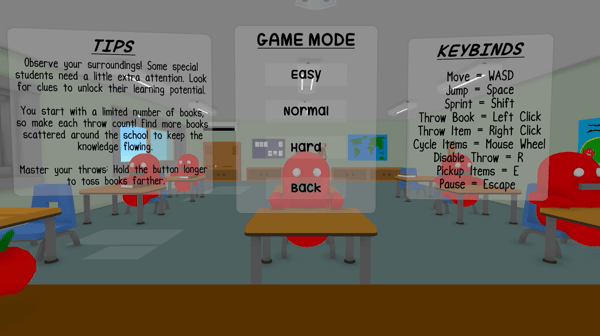 TIPS
Observe your surroundings! Some special
students need a little extra attention. Look
for clues to unlock their learning potential.
You start with a limited number of books,
so make each throw count! Find more books
scattered around the school to keep the
knowledge flowing.
Master your throws: Hold the button longer
to toss books farther.
GAME MODE
EASY
NORMAL
HARD
BACK
KEYBINDS
Move = WASD
Jump = Space
Sprint = Shift
Throw Book = Left Click
Throw Item = Right Click
Cycle Items = Mouse Wheel
Disable Throw = R
Pickup Items = E
Pause = Escape